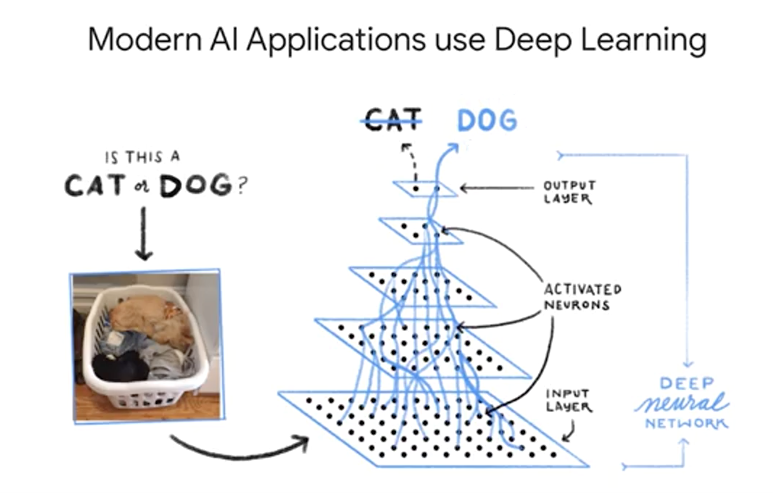 Modern AI Applications use Deep Learning
CAT DOG
IS THIS A
CAT or DOG?
OUTPUT
LAYER
ACTIVATED
NEURONS
INPUT
LAYER
DEEP
neural
NETWORK